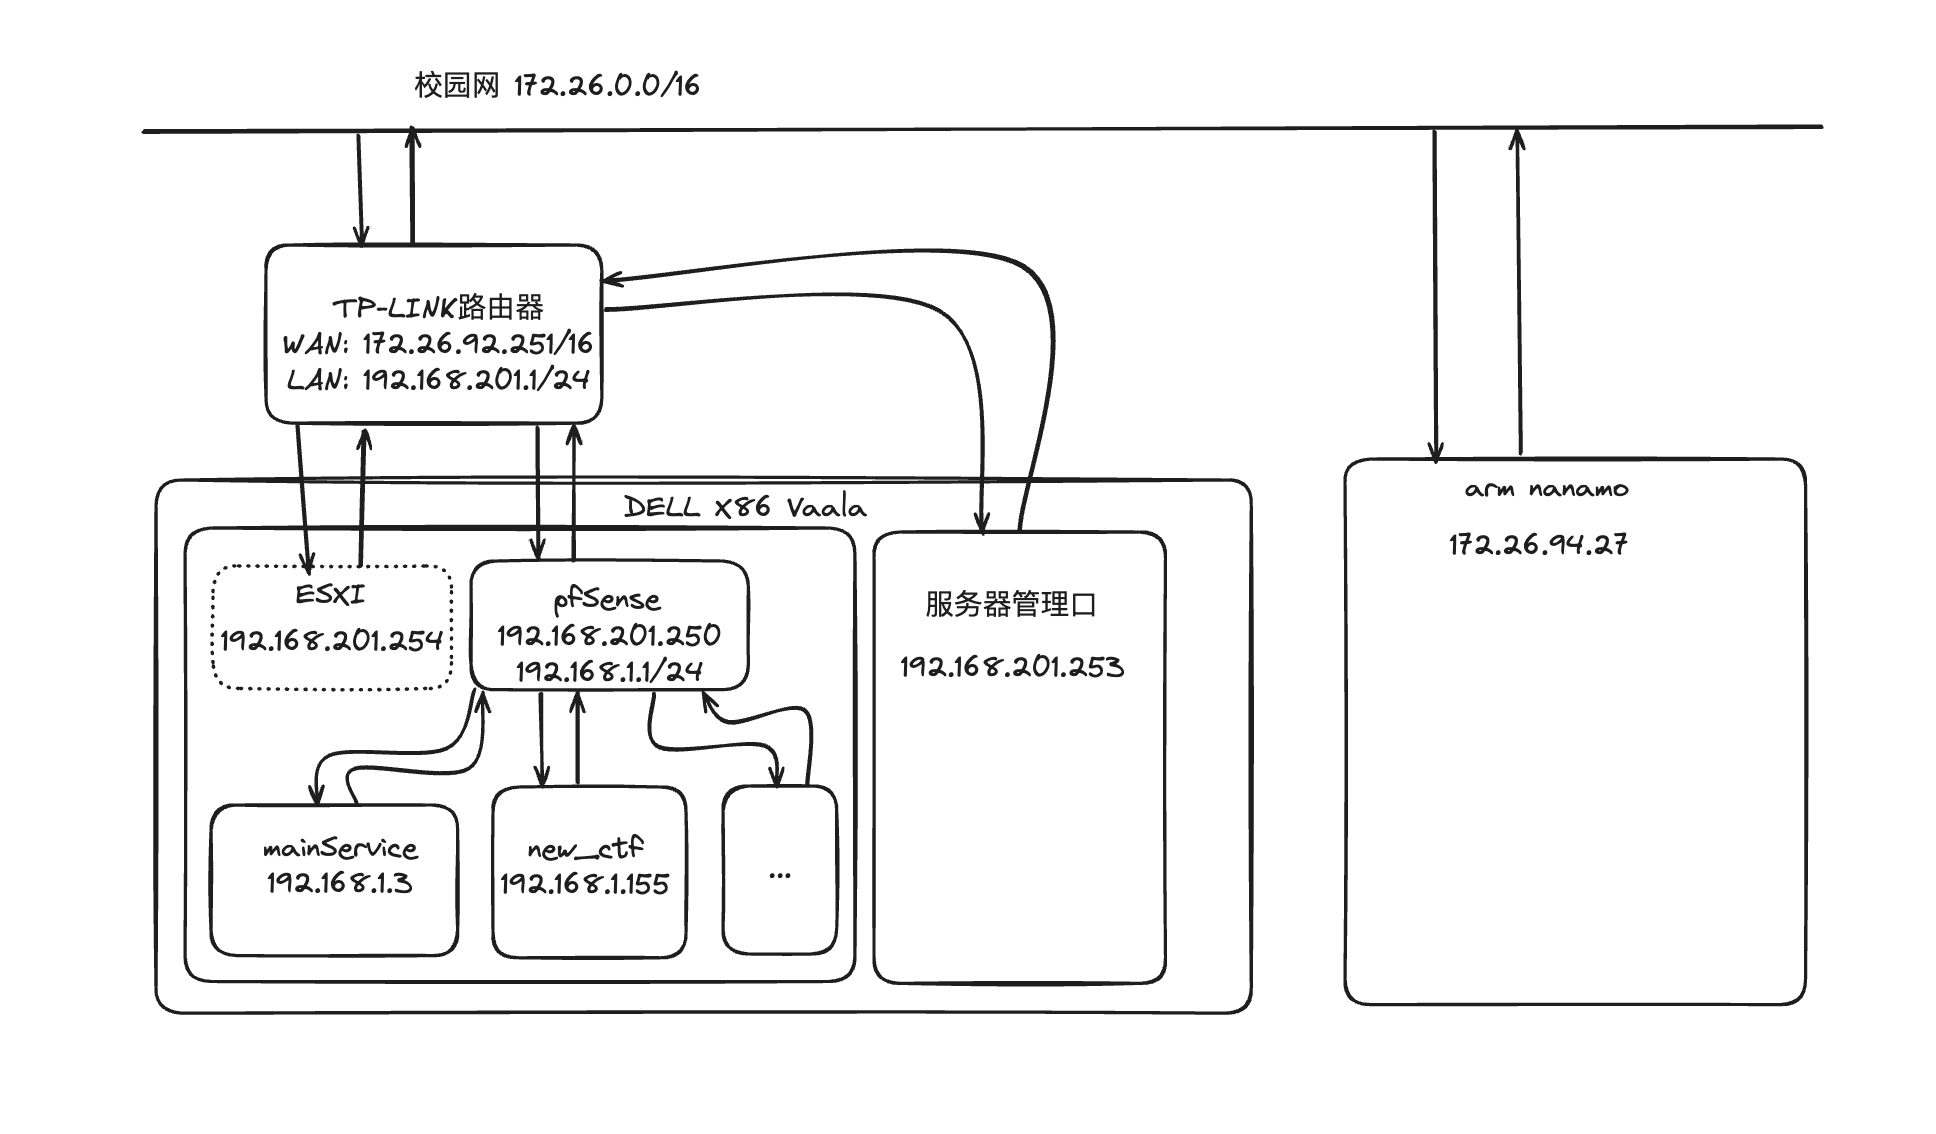 校园网 172.26.0.0/16
TP-LINK路由器
WAN: 172.26.92.251/16
LAN: 192.168.201.1/24
DELL X86 Vaala
ESXI
192.168.201.254
pfSense
192.168.201.250
192.168.1.1/24
mainService
192.168.1.3
new_ctf
192.168.1.155
...
服务器管理口
192.168.201.253
arm nanamo
172.26.94.27